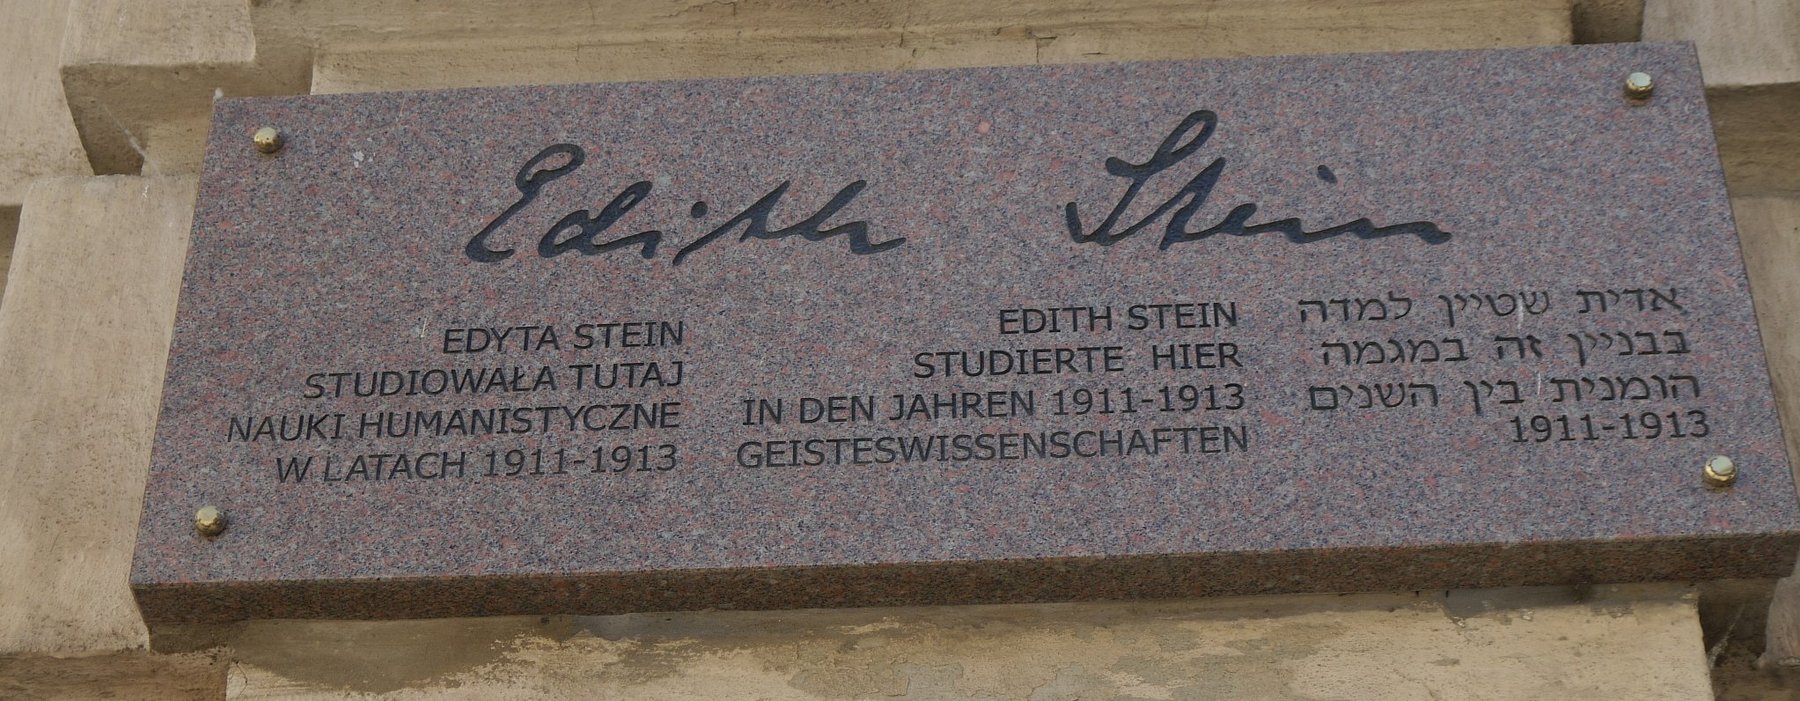 Edith Stein
EDYTA STEIN
STUDIOWAŁA TUTAJ
NAUKI HUMANISTYCZNE
W LATACH 1911-1913
EDITH STEIN
STUDIERTE HIER
IN DEN JAHREN 1911-1913
GEISTESWISSENSCHAFTEN
אדית שטיין למדה
בבניין זה במגמה
הומנית בין השנים
1911-1913